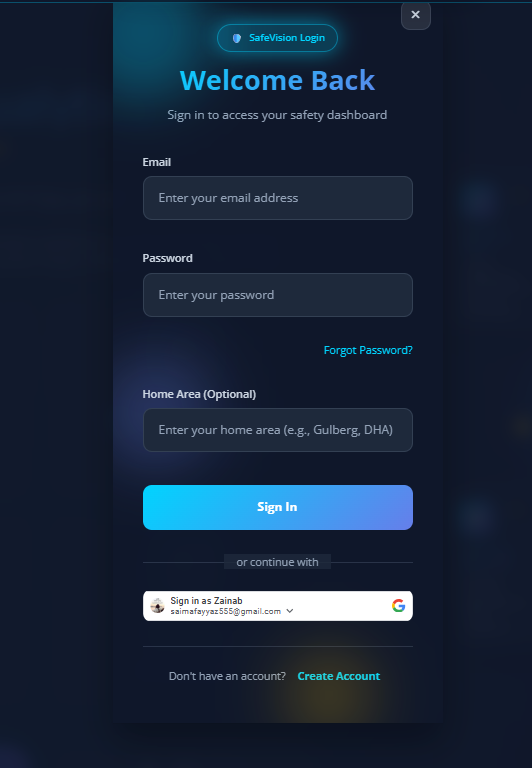 SafeVision Login
Welcome Back
Sign in to access your safety dashboard
Email
Enter your email address
Password
Enter your password
Forgot Password?
Home Area (Optional)
Enter your home area (e.g., Gulberg, DHA)
Sign In
or continue with
Sign in as Zainab
saimafayyaz555@gmail.com
Don't have an account? Create Account